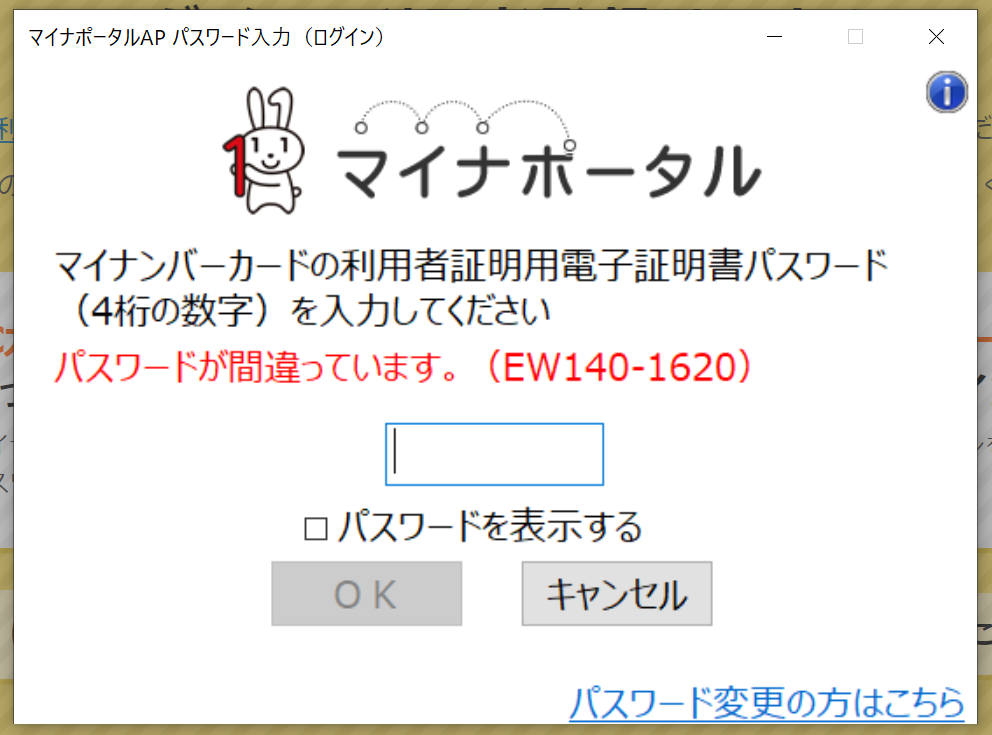 マイナポータルAP パスワード入力（ログイン）
マイナポータル
マイナンバーカードの利用者証明用電子証明書パスワード
（4桁の数字）を入力してください
パスワードが間違っています。（EW140-1620）
パスワードを表示する
ＯＫ
キャンセル
パスワード変更の方はこちら